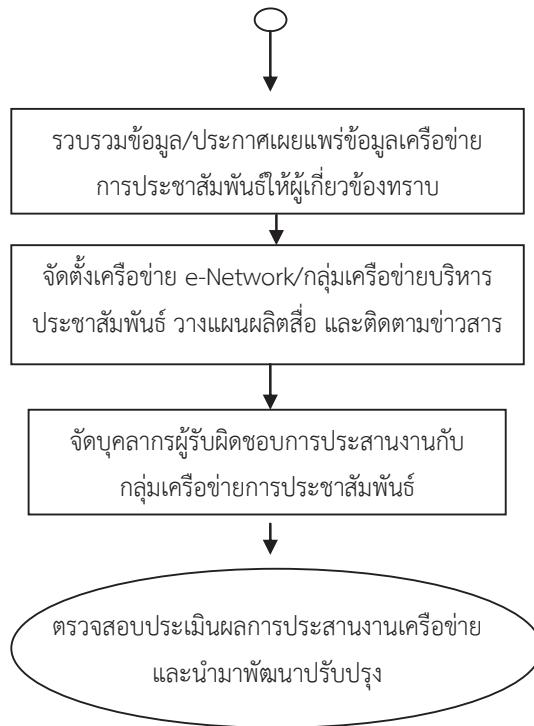 รวบรวมข้อมูล/ประกาศเผยแพร่ข้อมูลเครือข่าย
การประชาสัมพันธ์ให้ผู้เกี่ยวข้องทราบ
จัดตั้งเครือข่าย e-Network/กลุ่มเครือข่ายบริหาร
ประชาสัมพันธ์ วางแผนผลิตสื่อ และติดตามข่าวสาร
จัดบุคลากรผู้รับผิดชอบการประสานงานกับ
กลุ่มเครือข่ายการประชาสัมพันธ์
ตรวจสอบประเมินผลการประสานงานเครือข่าย
และนำมาพัฒนาปรับปรุง